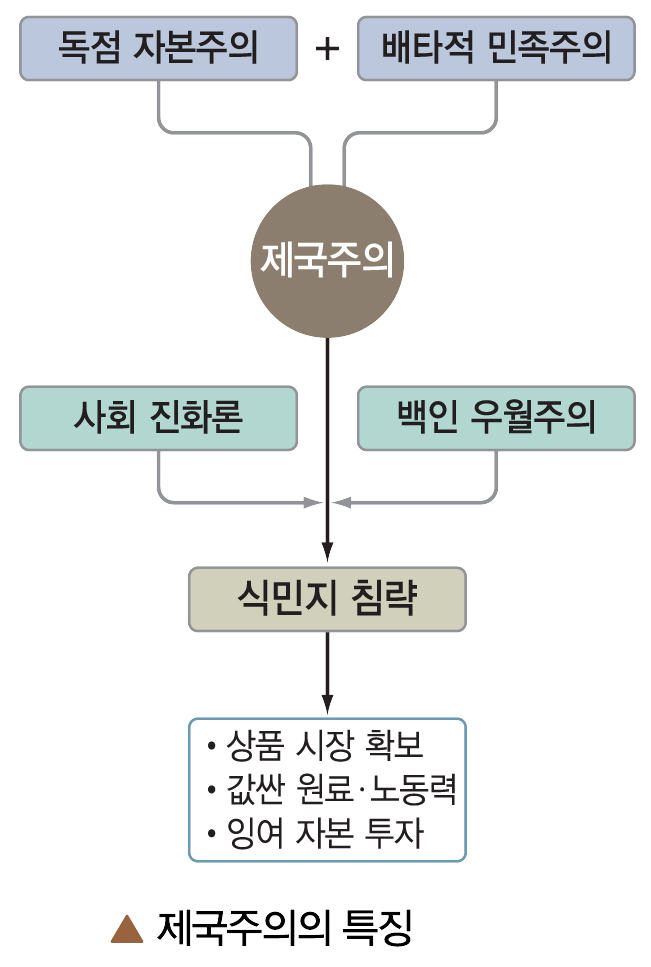 독점 자본주의 + 배타적 민족주의
제국주의
사회 진화론 백인 우월주의
식민지 침략
• 상품 시장 확보
• 값싼 원료·노동력
• 잉여 자본 투자
▲ 제국주의의 특징